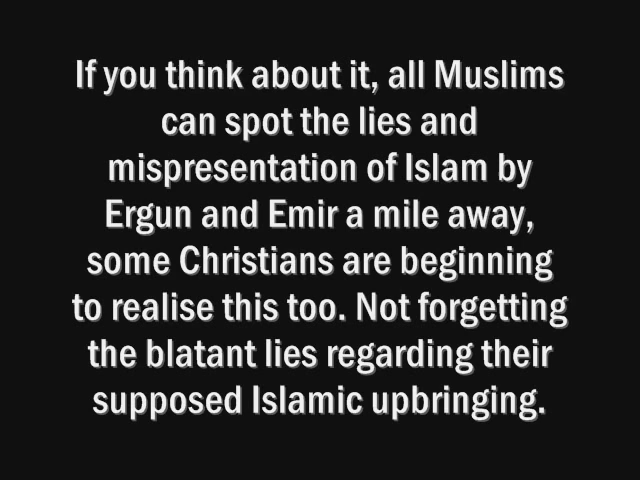 If you think about it, all Muslims
can spot the lies and
mispresentation of Islam by
Ergun and Emir a mile away,
some Christians are beginning
to realise this too. Not forgetting
the blatant lies regarding their
supposed Islamic upbringing.